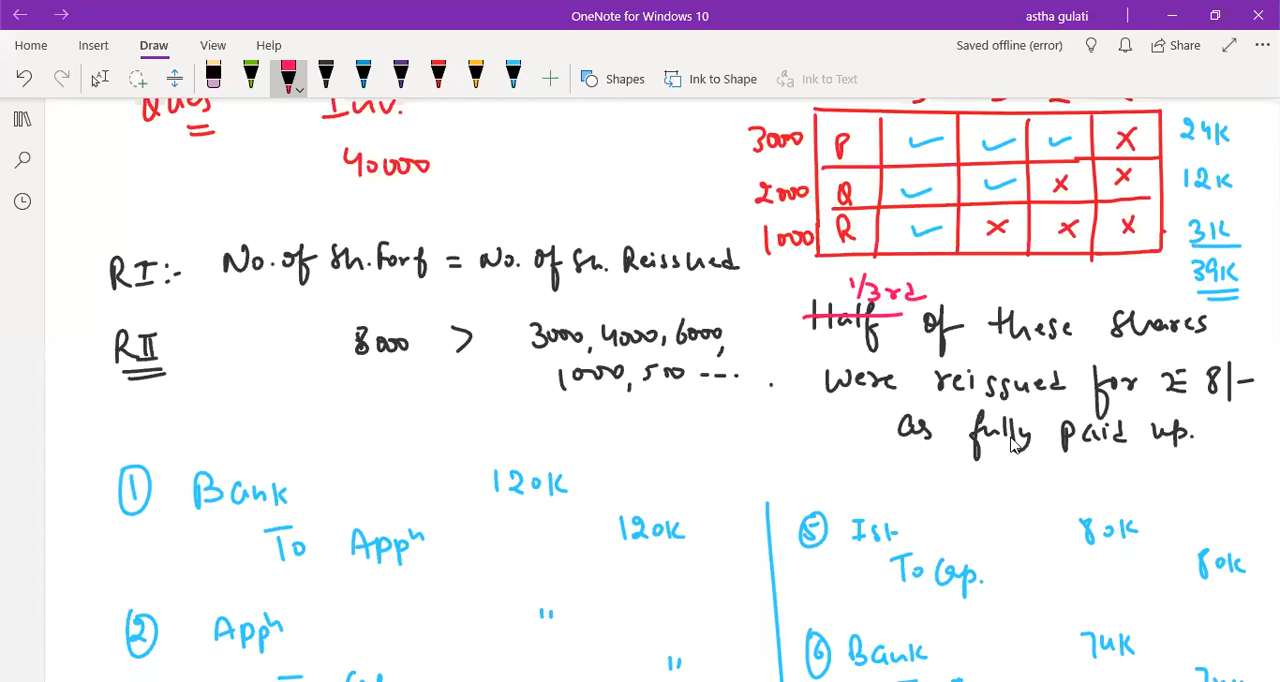 OneNote for Windows 10
astha gulati
Home Insert Draw View Help
Saved offline (error)
Share
Shapes
Ink to Shape
Ink to Text
Ques Inv.
40000
3000 P ✓ ✓ ✓ × 24K
2000 Q ✓ ✓ × × 12K
1000 R ✓ × × × 31K
39K
RI:- No. of Sh. Forf = No. of Sh. Reissued
1/3rd
Half of these shares
RII 8000 > 3000, 4000, 6000,
1000, 500 ---.
were reissued for ₹ 8/-
as fully paid up.
① Bank 120K
To Appⁿ 120K
② Appⁿ "
"
⑤ Ist 80K
To Cap. 80K
⑥ Bank 74K